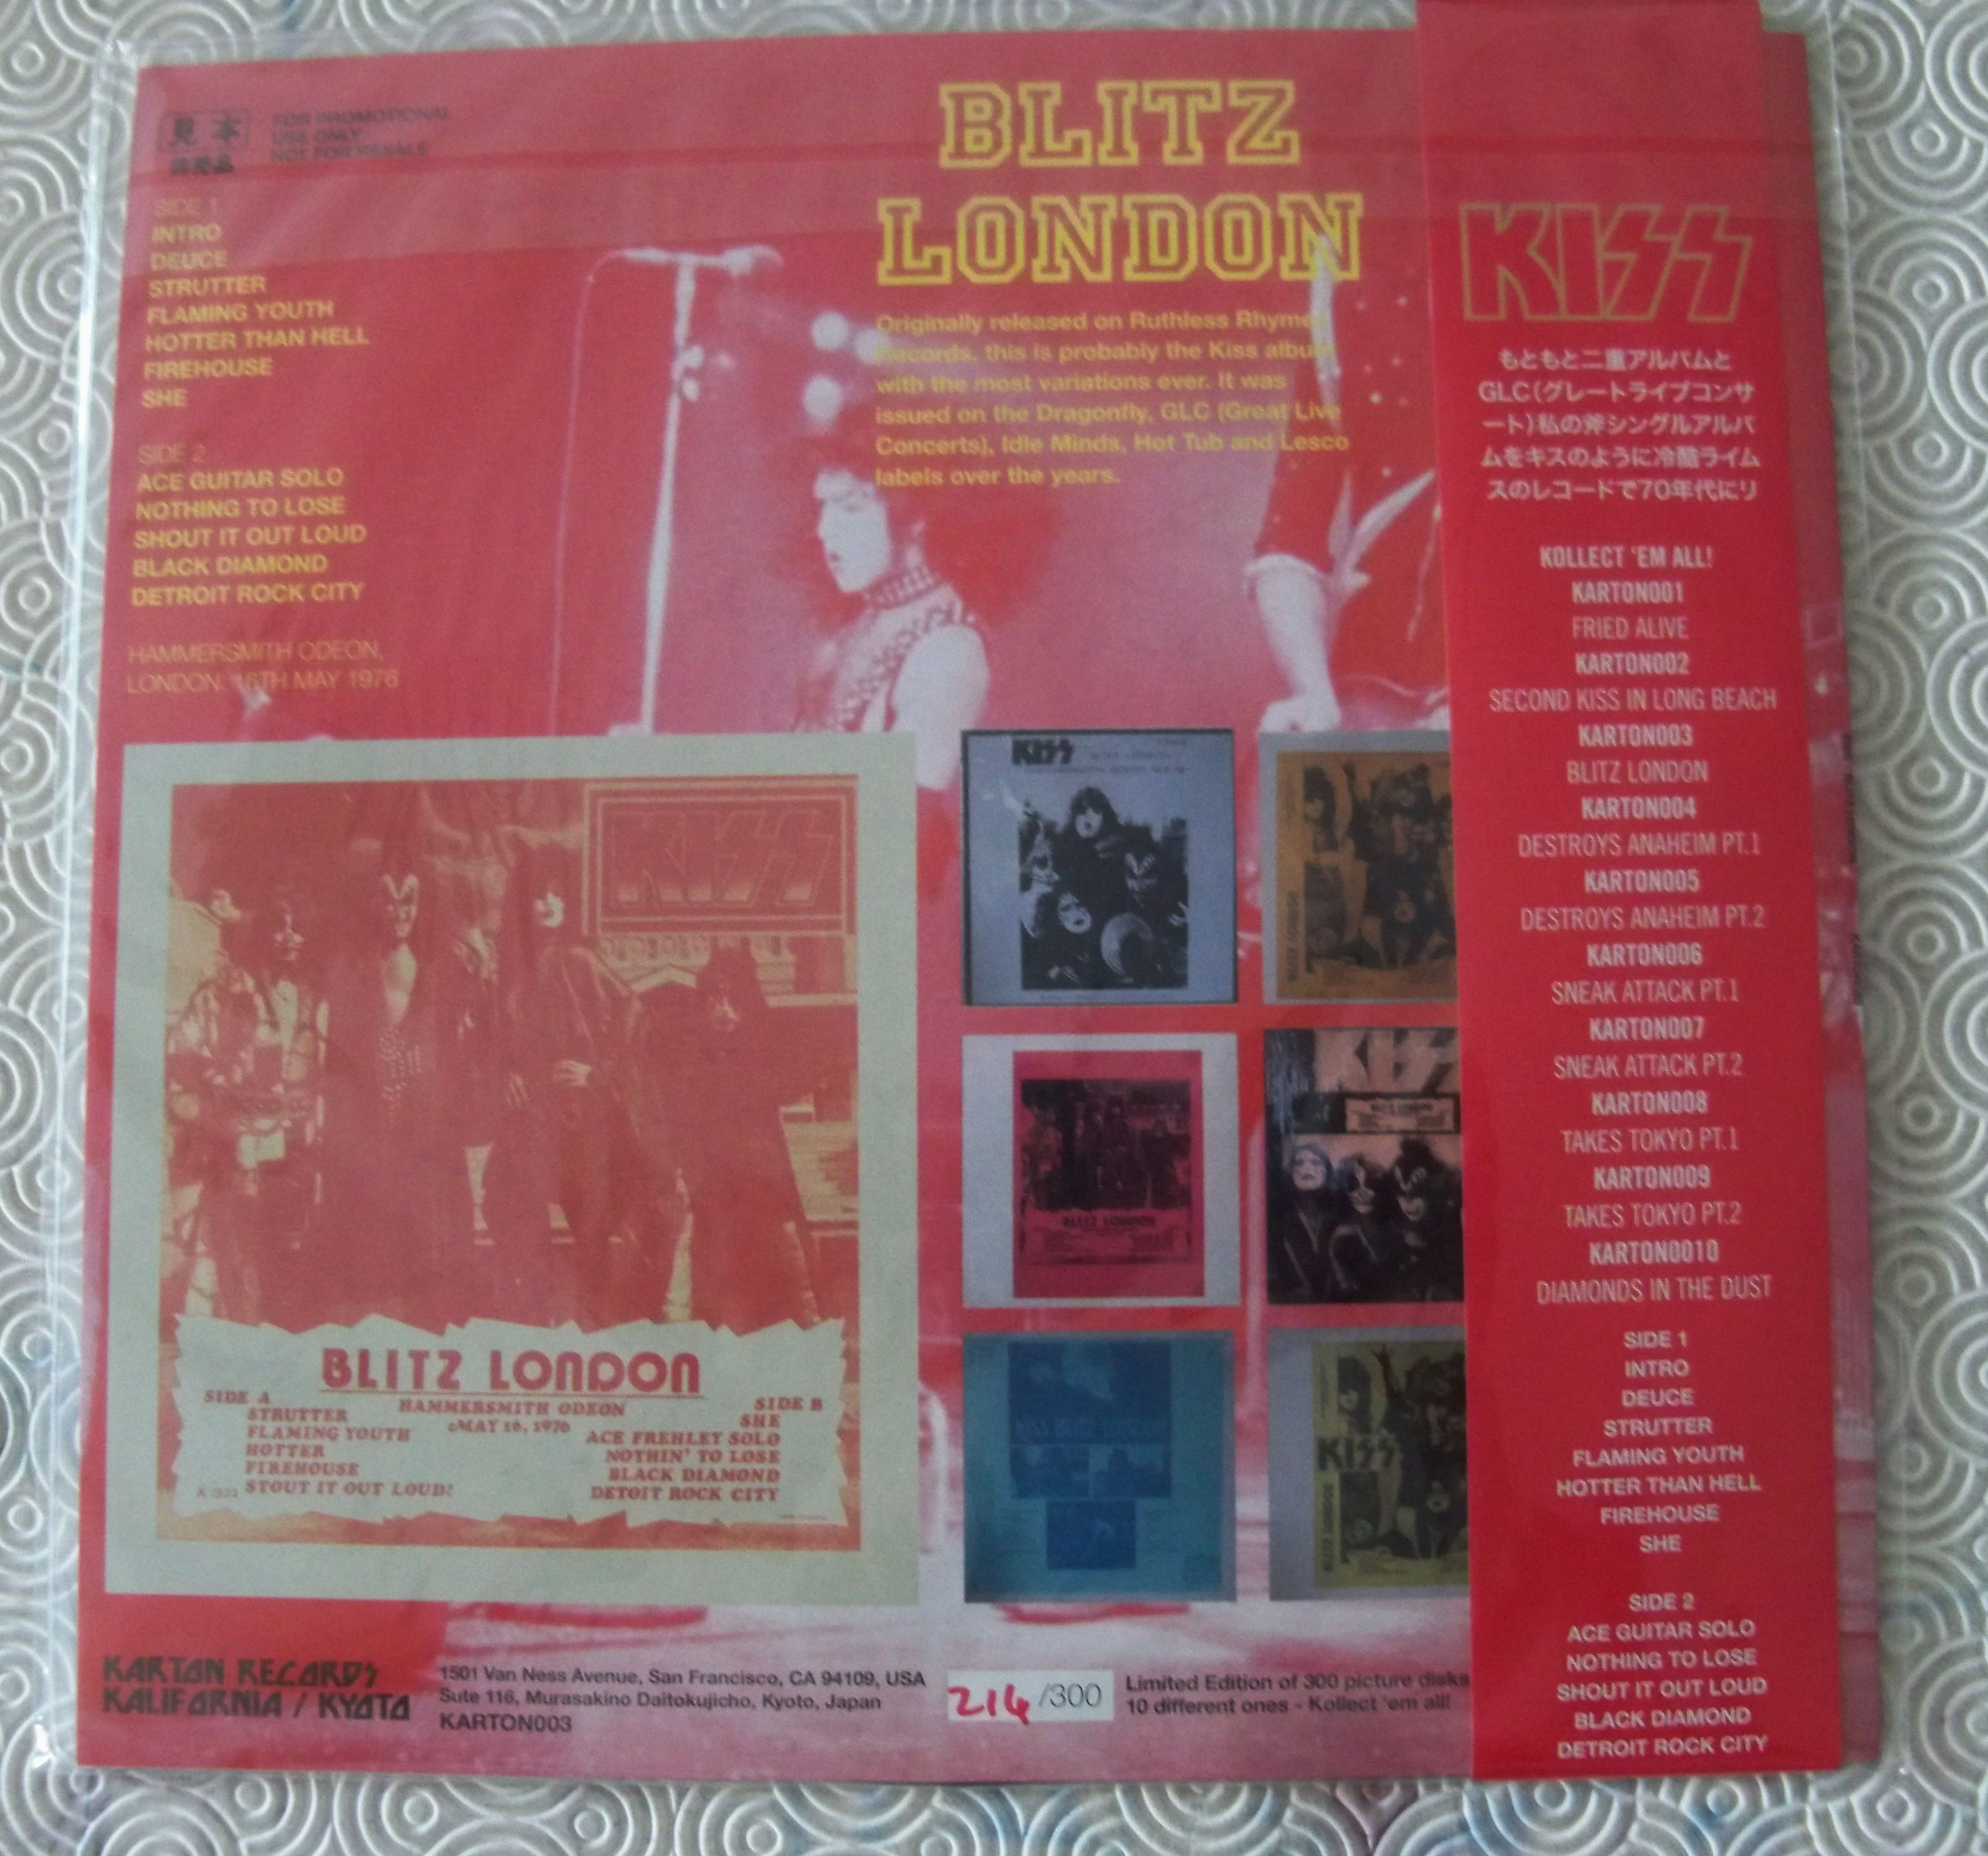 見本
非売品
FOR PROMOTIONAL
USE ONLY
NOT FOR RESALE
SIDE 1
INTRO
DEUCE
STRUTTER
FLAMING YOUTH
HOTTER THAN HELL
FIREHOUSE
SHE
SIDE 2
ACE GUITAR SOLO
NOTHING TO LOSE
SHOUT IT OUT LOUD
BLACK DIAMOND
DETROIT ROCK CITY
HAMMERSMITH ODEON,
LONDON, 16TH MAY 1976
BLITZ
LONDON
Originally released on Ruthless Rhymes
Records, this is probably the Kiss album
with the most variations ever. It was
issued on the Dragonfly, GLC (Great Live
Concerts), Idle Minds, Hot Tub and Lesco
labels over the years.
KISS
BLITZ LONDON
SIDE A
HAMMERSMITH ODEON
MAY 16, 1976
STRUTTER
FLAMING YOUTH
HOTTER
FIREHOUSE
STOUT IT OUT LOUD!
SIDE B
SHE
ACE FREHLEY SOLO
NOTHIN' TO LOSE
BLACK DIAMOND
DETOIT ROCK CITY
KISS
KISS
BLITZ LONDON
KISS
KARTON RECORDS
KALIFORNIA / KYOTO
1501 Van Ness Avenue, San Francisco, CA 94109, USA
Sute 116, Murasakino Daitokujicho, Kyoto, Japan
KARTON003
214/300
Limited Edition of 300 picture disks
10 different ones - Kollect 'em all!
KISS
もともと二重アルバムと
GLC(グレートライブコンサ
ート)私の斧シングルアルバ
ムをキスのように冷酷ライム
スのレコードで70年代にリ
KOLLECT 'EM ALL!
KARTON001
FRIED ALIVE
KARTON002
SECOND KISS IN LONG BEACH
KARTON003
BLITZ LONDON
KARTON004
DESTROYS ANAHEIM PT.1
KARTON005
DESTROYS ANAHEIM PT.2
KARTON006
SNEAK ATTACK PT.1
KARTON007
SNEAK ATTACK PT.2
KARTON008
TAKES TOKYO PT.1
KARTON009
TAKES TOKYO PT.2
KARTON0010
DIAMONDS IN THE DUST
SIDE 1
INTRO
DEUCE
STRUTTER
FLAMING YOUTH
HOTTER THAN HELL
FIREHOUSE
SHE
SIDE 2
ACE GUITAR SOLO
NOTHING TO LOSE
SHOUT IT OUT LOUD
BLACK DIAMOND
DETROIT ROCK CITY